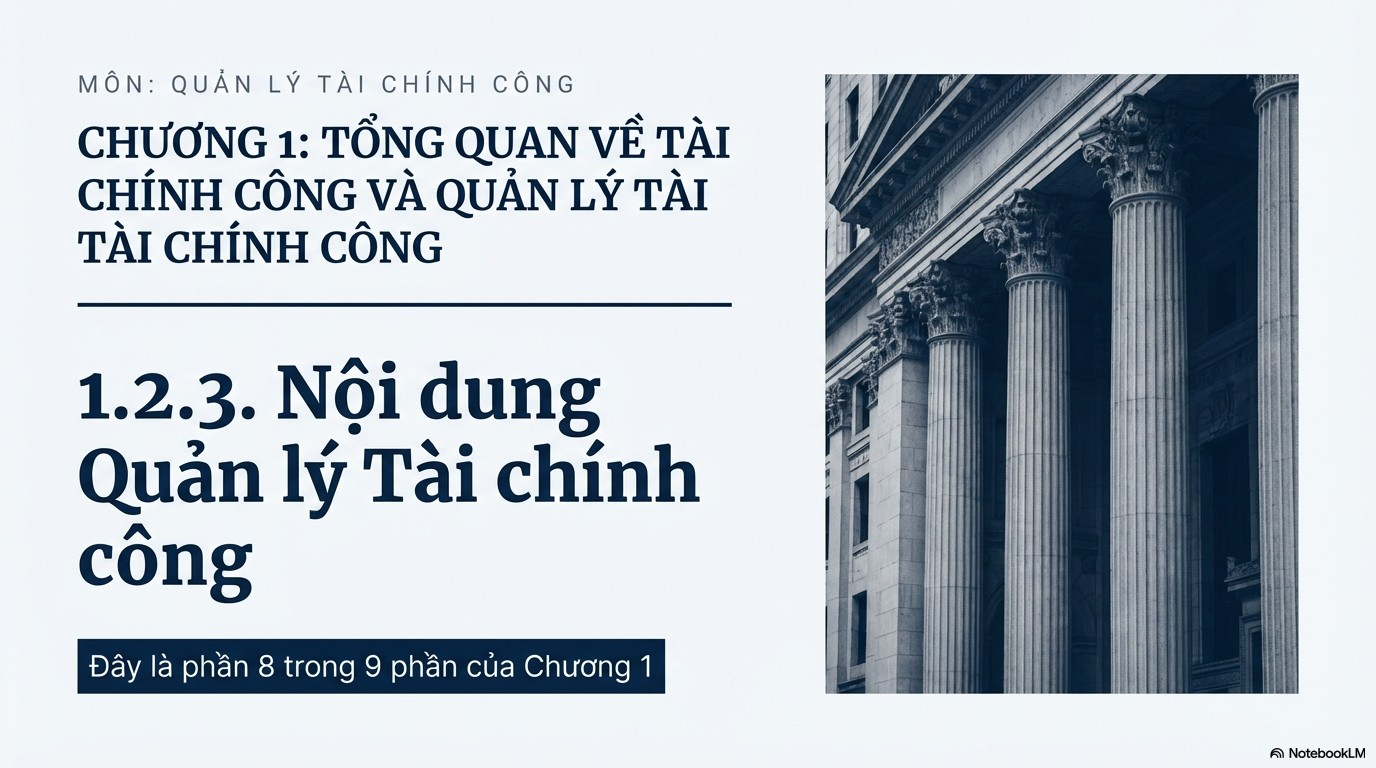 MÔN: QUẢN LÝ TÀI CHÍNH CÔNG
CHƯƠNG 1: TỔNG QUAN VỀ TÀI
CHÍNH CÔNG VÀ QUẢN LÝ TÀI
TÀI CHÍNH CÔNG
1.2.3. Nội dung
Quản lý Tài chính
công
Đây là phần 8 trong 9 phần của Chương 1
NotebookLM